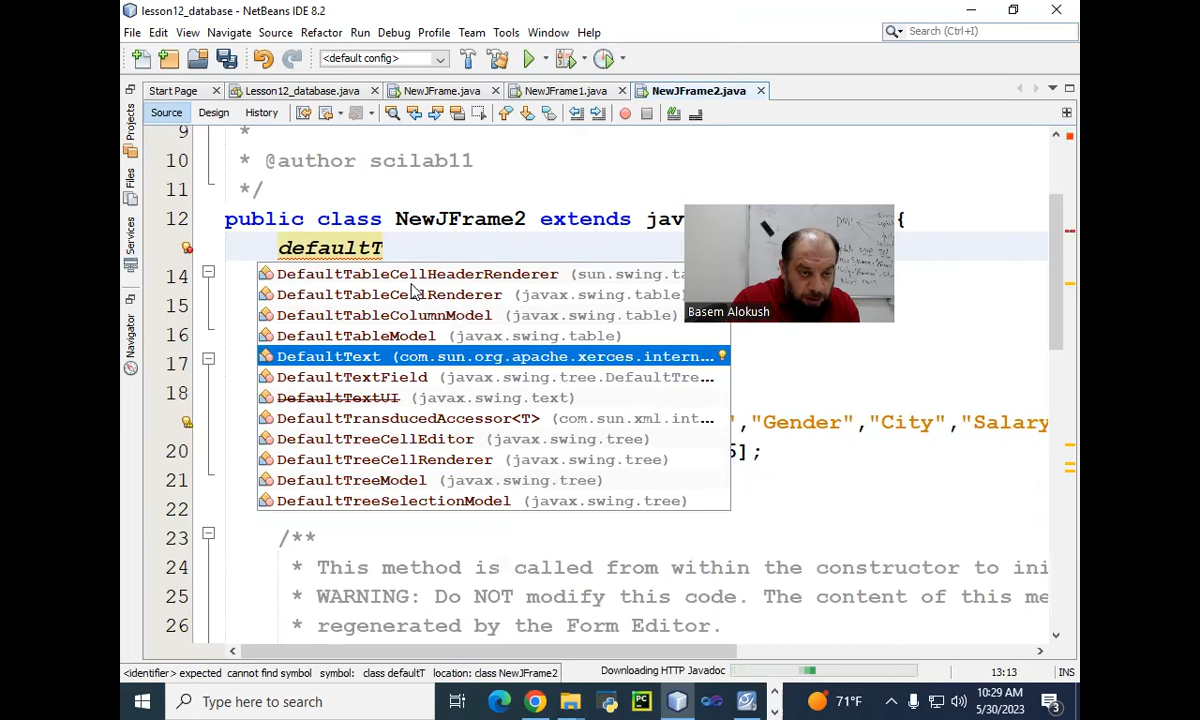 lesson12_database - NetBeans IDE 8.2
File Edit View Navigate Source Refactor Run Debug Profile Team Tools Window Help
Search (Ctrl+I)
<default config>
Start Page Lesson12_database.java NewJFrame.java NewJFrame1.java NewJFrame2.java
Source Design History
Projects
Files
Services
Navigator
9 *
10 * @author scilab11
11 */
12 public class NewJFrame2 extends jav {
defaultT
14
15
16
17
18
20
21
22
DefaultTableCellHeaderRenderer (sun.swing.ta
DefaultTableCellRenderer (javax.swing.table)
DefaultTableColumnModel (javax.swing.table)
DefaultTableModel (javax.swing.table)
DefaultText (com.sun.org.apache.xerces.intern...
DefaultTextField (javax.swing.tree.DefaultTre...
DefaultTextUI (javax.swing.text)
DefaultTransducedAccessor<T> (com.sun.xml.int...
DefaultTreeCellEditor (javax.swing.tree)
DefaultTreeCellRenderer (javax.swing.tree)
DefaultTreeModel (javax.swing.tree)
DefaultTreeSelectionModel (javax.swing.tree)
","Gender","City","Salary
];
Basem Alokush
23 /**
24 * This method is called from within the constructor to ini
25 * WARNING: Do NOT modify this code. The content of this me
26 * regenerated by the Form Editor.
<identifier> expected cannot find symbol symbol: class defaultT location: class NewJFrame2
Downloading HTTP Javadoc
13:13 INS
Type here to search
PC
71°F
10:29 AM
5/30/2023
3